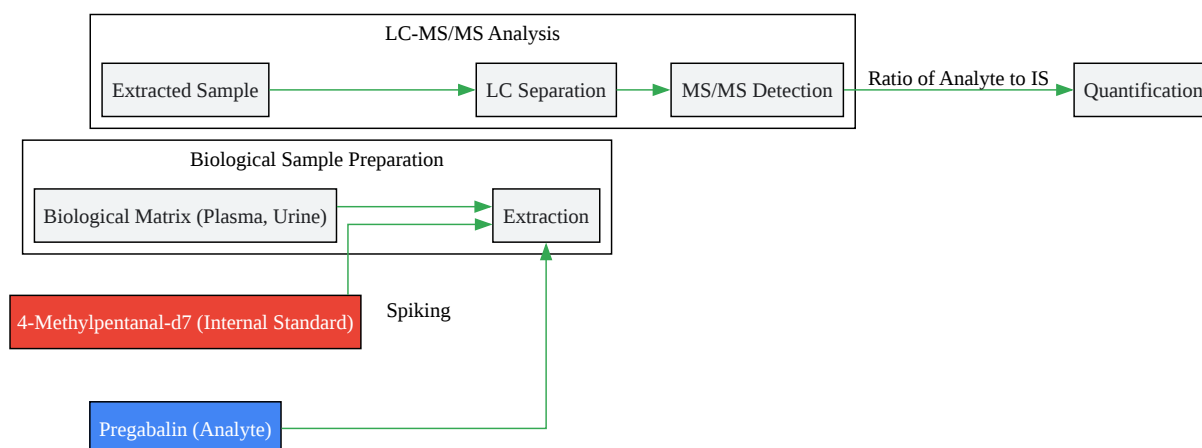 LC-MS/MS Analysis
Extracted Sample
LC Separation
MS/MS Detection
Ratio of Analyte to IS
Quantification
Biological Sample Preparation
Biological Matrix (Plasma, Urine)
Extraction
4-Methylpentanal-d7 (Internal Standard)
Spiking
Pregabalin (Analyte)